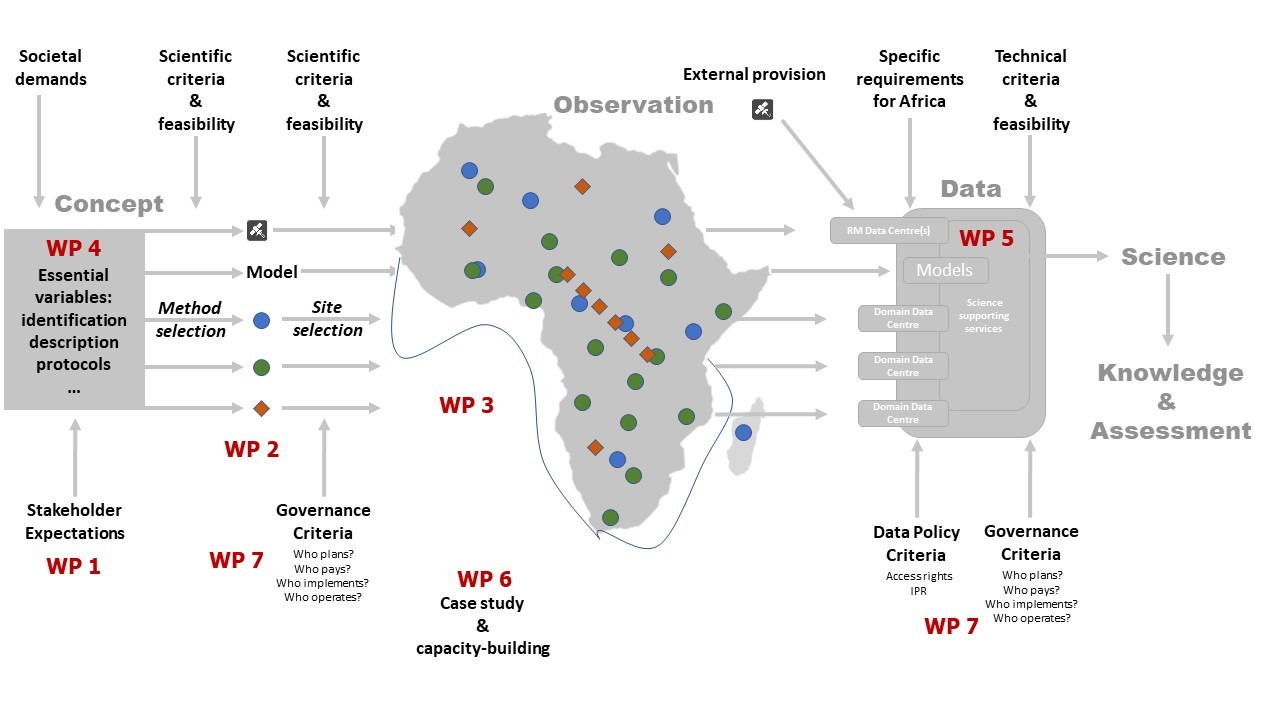 Societal
demands
Scientific
criteria
&
feasibility
Scientific
criteria
&
feasibility
External provision
Observation
Specific
requirements
for Africa
Technical
criteria
&
feasibility
Concept
Data
WP 4
Essential
variables:
identification
description
protocols
...
Model
Method
selection
Site
selection
WP 2
WP 3
RM Data Centre(s)
WP 5
Models
Science
supporting
services
Domain Data
Centre
Domain Data
Centre
Domain Data
Centre
Science
Knowledge
&
Assessment
Stakeholder
Expectations
WP 1
WP 7
Governance
Criteria
Who plans?
Who pays?
Who implements?
Who operates?
WP 6
Case study
&
capacity-building
Data Policy
Criteria
Access rights
IPR
Governance
Criteria
Who plans?
Who pays?
Who implements?
Who operates?
WP 7